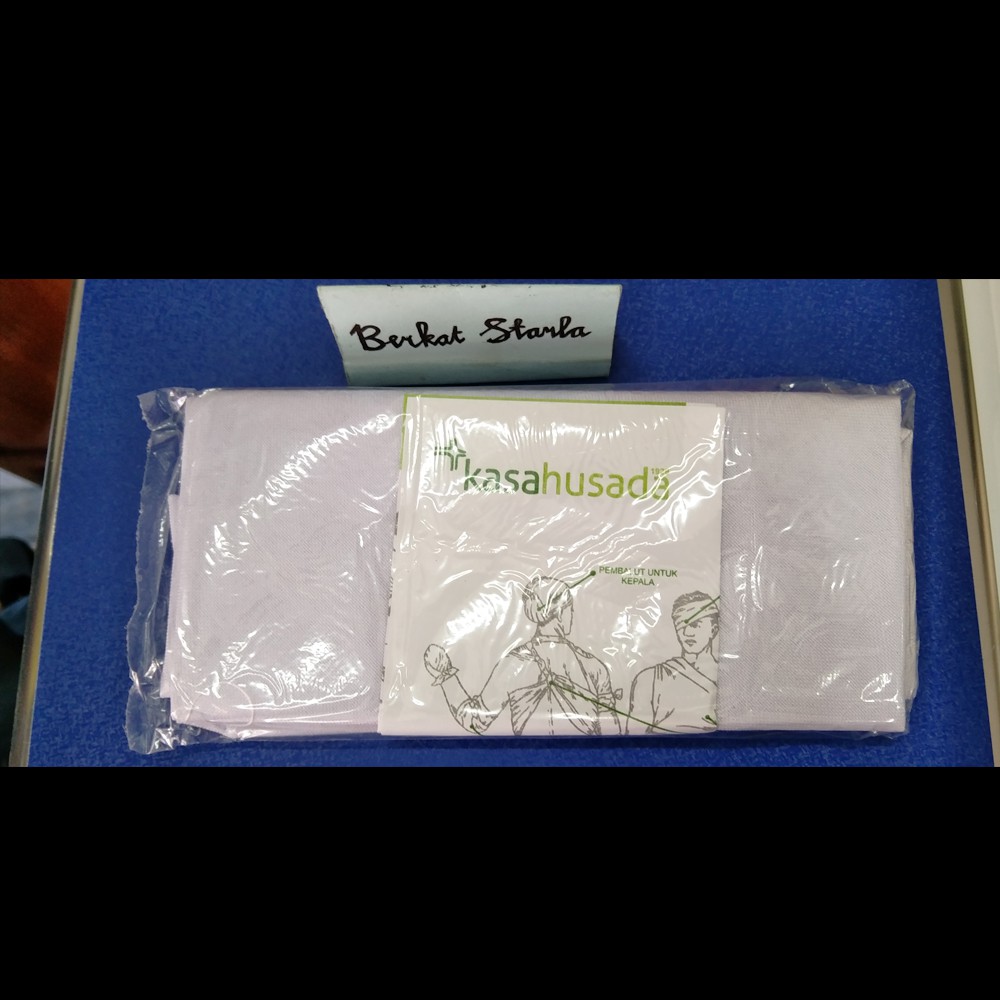 Berkat Starla
kasahusada
PEMBALUT UNTUK
KEPALA